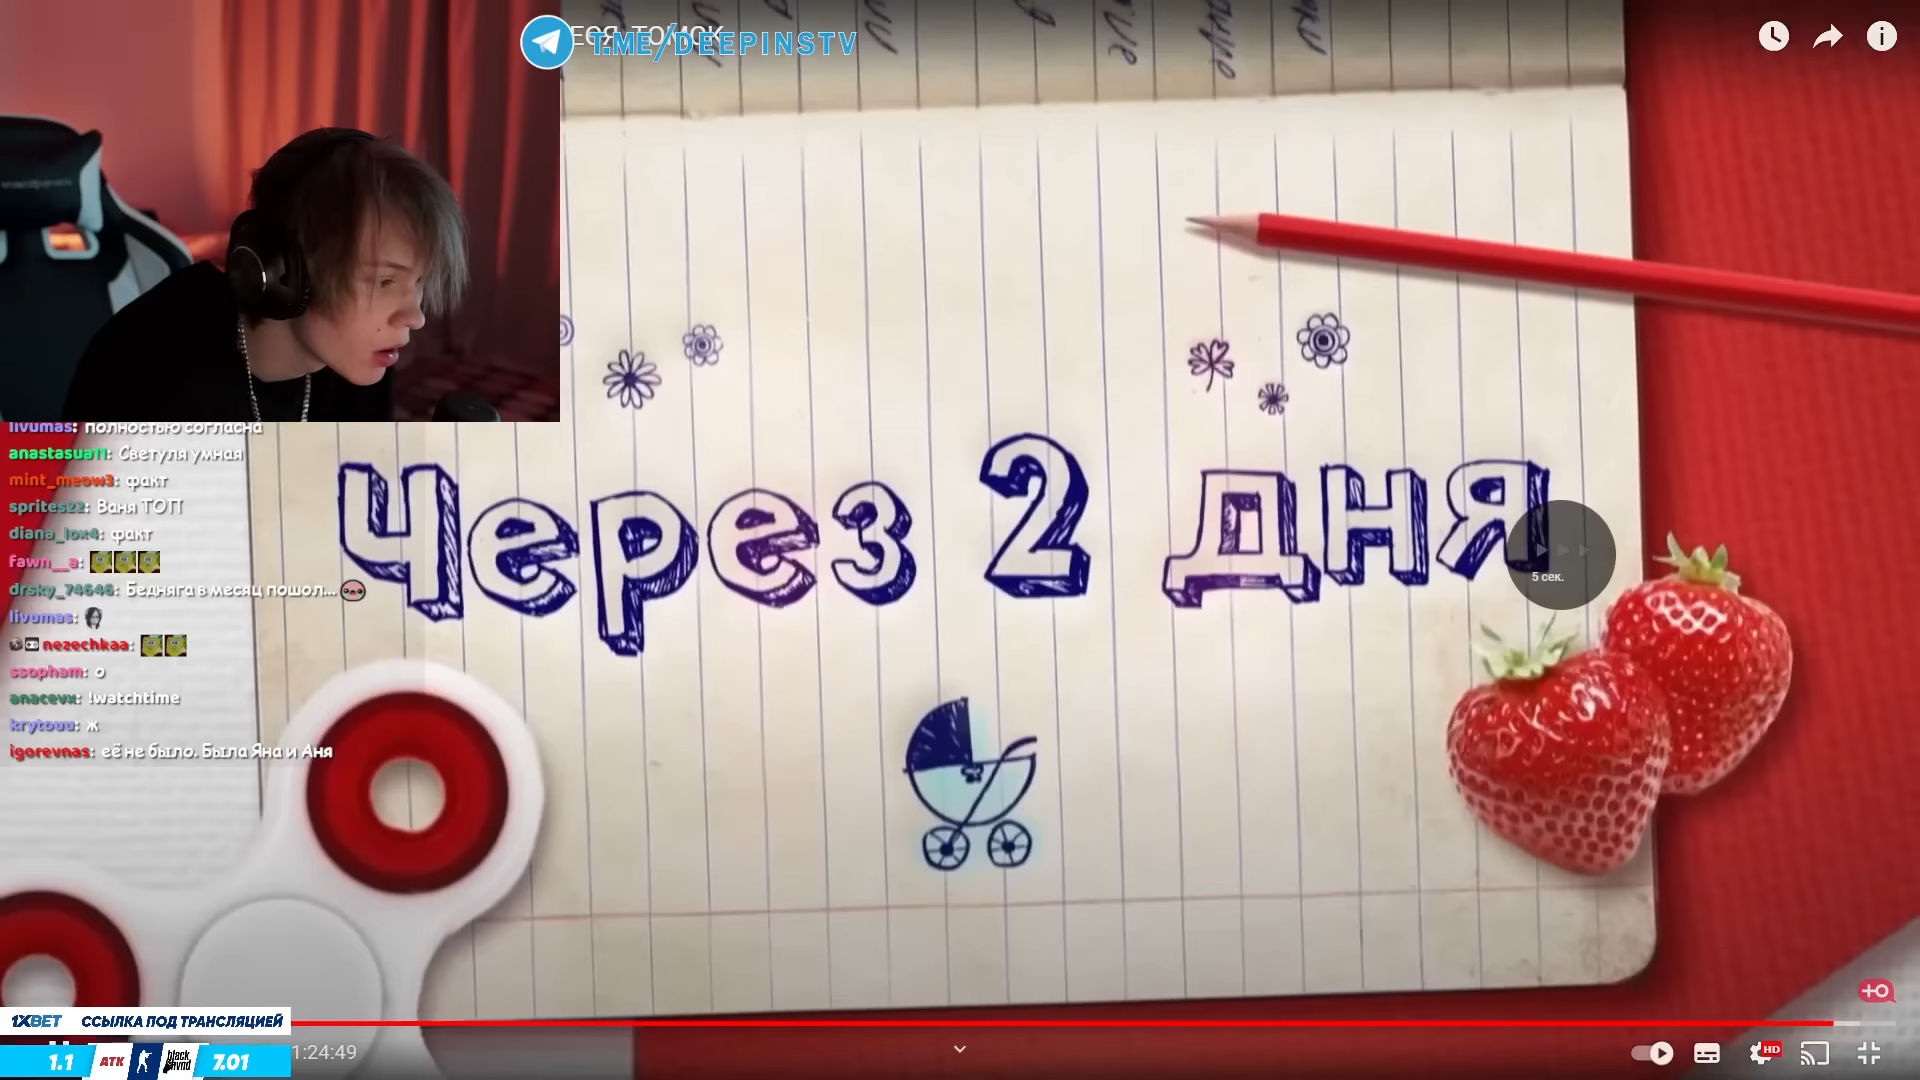 T.ME/DEEPINSTV
livumas: полностью согласна
anastasua11: Светуля умная
mint_meow3: факт
sprites22: Ваня ТОП
diana_lox4: факт
fawn__a:
drsky_74646: Бедняга в месяц пошол...
livumas:
nezechkaa:
ssopham: о
anacevx: !watchtime
krytouu: ж
igorevnas: её не было. Была Яна и Аня
Через 2 дня
5 сек.
Ю
1XBET ССЫЛКА ПОД ТРАНСЛЯЦИЕЙ
1.1 ATK 7.01
1:24:49
HD